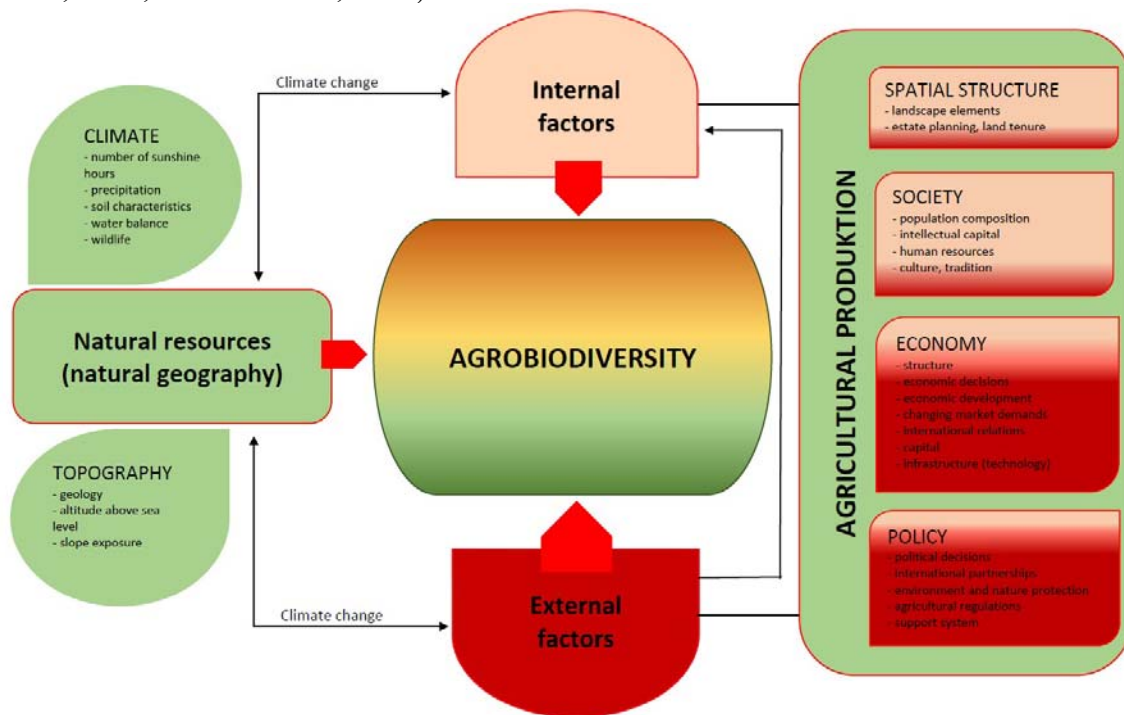 Climate change
Internal
factors
CLIMATE
- number of sunshine
hours
- precipitation
- soil characteristics
- water balance
- wildlife
Natural resources
(natural geography)
TOPOGRAPHY
- geology
- altitude above sea
level
- slope exposure
AGROBIODIVERSITY
Climate change
External
factors
AGRICULTURAL PRODUKTION
SPATIAL STRUCTURE
- landscape elements
- estate planning, land tenure
SOCIETY
- population composition
- intellectual capital
- human resources
- culture, tradition
ECONOMY
- structure
- economic decisions
- economic development
- changing market demands
- international relations
- capital
- infrastructure (technology)
POLICY
- political decisions
- international partnerships
- environment and nature protection
- agricultural regulations
- support system